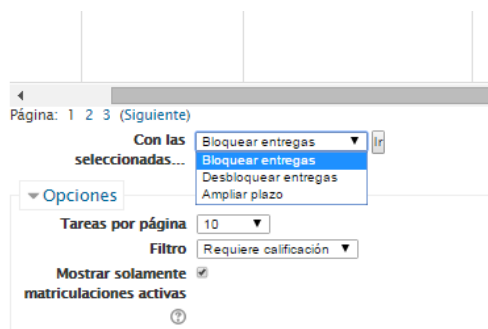 Página: 1 2 3 (Siguiente)
Con las seleccionadas... Bloquear entregas Ir
Bloquear entregas
Desbloquear entregas
Ampliar plazo
Opciones
Tareas por página 10
Filtro Requiere calificación
Mostrar solamente
matriculaciones activas